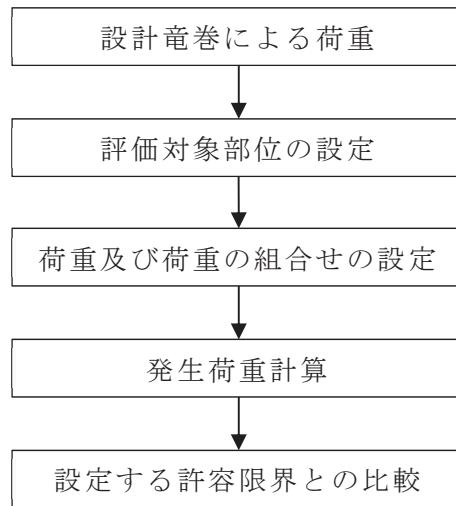 設計竜巻による荷重
評価対象部位の設定
荷重及び荷重の組合せの設定
発生荷重計算
設定する許容限界との比較